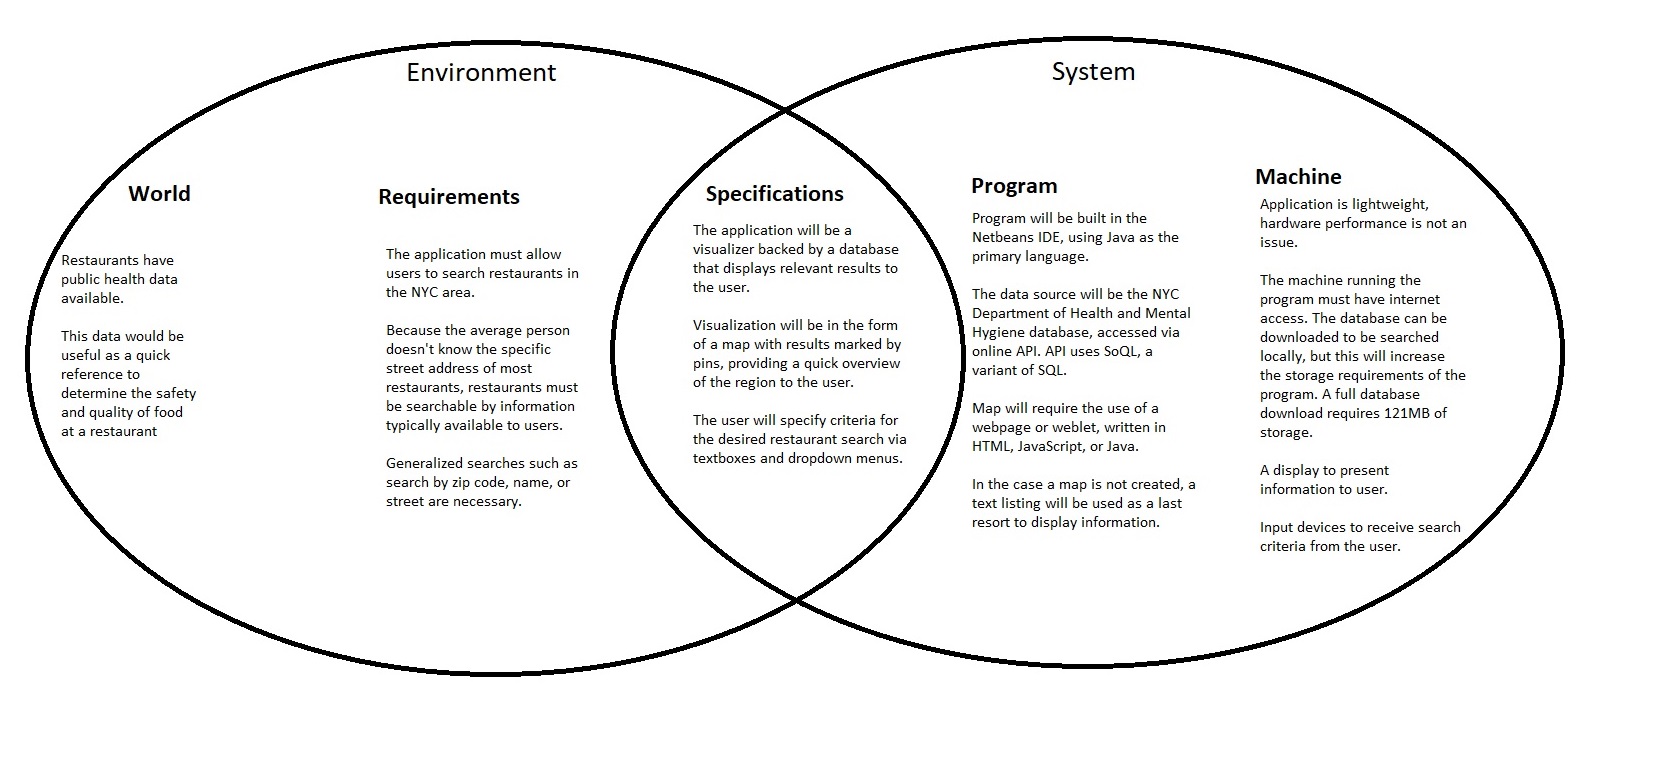 Environment
System
World
Restaurants have
public health data
available.
This data would be
useful as a quick
reference to
determine the safety
and quality of food
at a restaurant
Requirements
The application must allow
users to search restaurants in
the NYC area.
Because the average person
doesn't know the specific
street address of most
restaurants, restaurants must
be searchable by information
typically available to users.
Generalized searches such as
search by zip code, name, or
street are necessary.
Specifications
The application will be a
visualizer backed by a database
that displays relevant results to
the user.
Visualization will be in the form
of a map with results marked by
pins, providing a quick overview
of the region to the user.
The user will specify criteria for
the desired restaurant search via
textboxes and dropdown menus.
Program
Program will be built in the
Netbeans IDE, using Java as the
primary language.
The data source will be the NYC
Department of Health and Mental
Hygiene database, accessed via
online API. API uses SoQL, a
variant of SQL.
Map will require the use of a
webpage or weblet, written in
HTML, JavaScript, or Java.
In the case a map is not created, a
text listing will be used as a last
resort to display information.
Machine
Application is lightweight,
hardware performance is not an
issue.
The machine running the
program must have internet
access. The database can be
downloaded to be searched
locally, but this will increase
the storage requirements of the
program. A full database
download requires 121MB of
storage.
A display to present
information to user.
Input devices to receive search
criteria from the user.